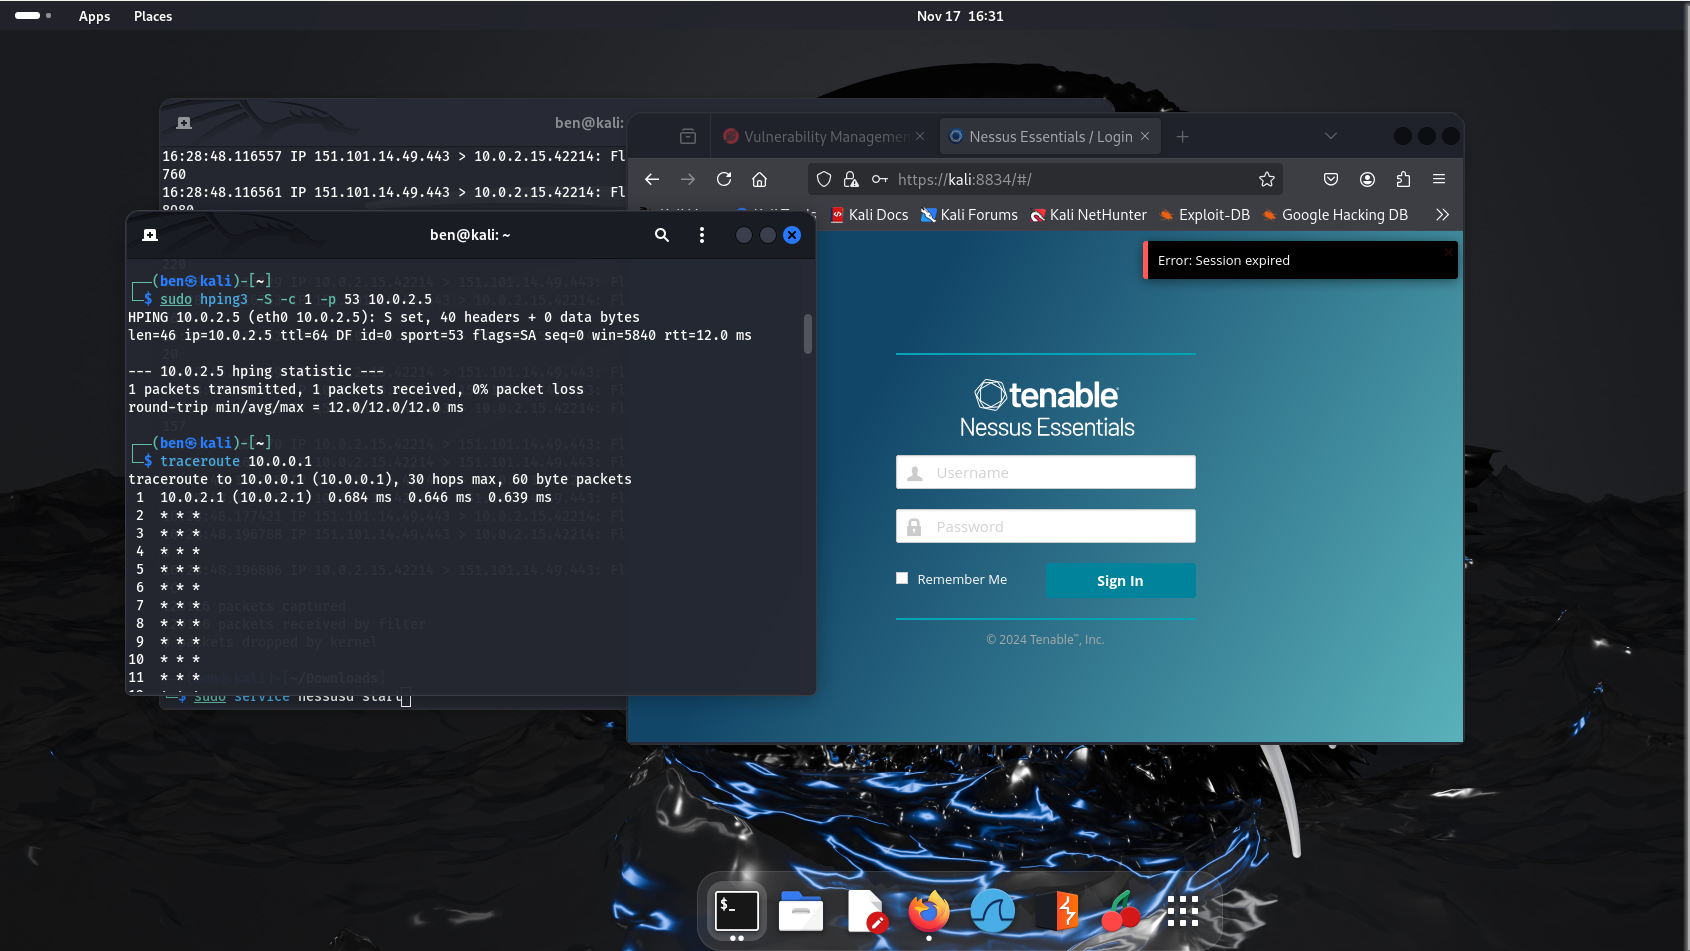 Apps Places Nov 17 16:31
ben@kali:
16:28:48.116557 IP 151.101.14.49.443 > 10.0.2.15.42214: Fl
760
16:28:48.116561 IP 151.101.14.49.443 > 10.0.2.15.42214: Fl
ben@kali: ~
┌──(ben㉿kali)-[~]
└─$ sudo hping3 -S -c 1 -p 53 10.0.2.5
HPING 10.0.2.5 (eth0 10.0.2.5): S set, 40 headers + 0 data bytes
len=46 ip=10.0.2.5 ttl=64 DF id=0 sport=53 flags=SA seq=0 win=5840 rtt=12.0 ms
--- 10.0.2.5 hping statistic ---
1 packets transmitted, 1 packets received, 0% packet loss
round-trip min/avg/max = 12.0/12.0/12.0 ms
┌──(ben㉿kali)-[~]
└─$ traceroute 10.0.0.1
traceroute to 10.0.0.1 (10.0.0.1), 30 hops max, 60 byte packets
1 10.0.2.1 (10.0.2.1) 0.684 ms 0.646 ms 0.639 ms
2 * * *
3 * * *
4 * * *
5 * * *
6 * * *
7 * * *
8 * * *
9 * * *
10 * * *
11 * * *
packets captured
packets received by filter
dropped by kernel
└─$ sudo service nessusd start
Vulnerability Managemen
Nessus Essentials / Login
https://kali:8834/#/
Kali Docs Kali Forums Kali NetHunter Exploit-DB Google Hacking DB
Error: Session expired
tenable
Nessus Essentials
Username
Password
Remember Me Sign In
© 2024 Tenable™, Inc.
$_